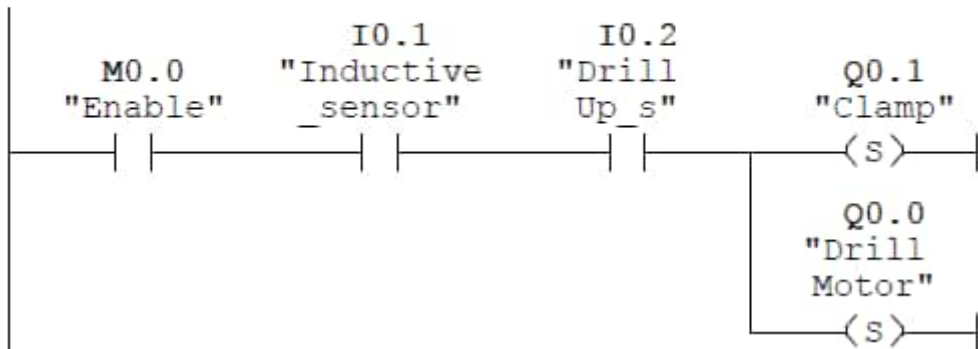 M0.0
"Enable"
I0.1
"Inductive
_sensor"
I0.2
"Drill
Up_s"
Q0.1
"Clamp"
S
Q0.0
"Drill
Motor"
S